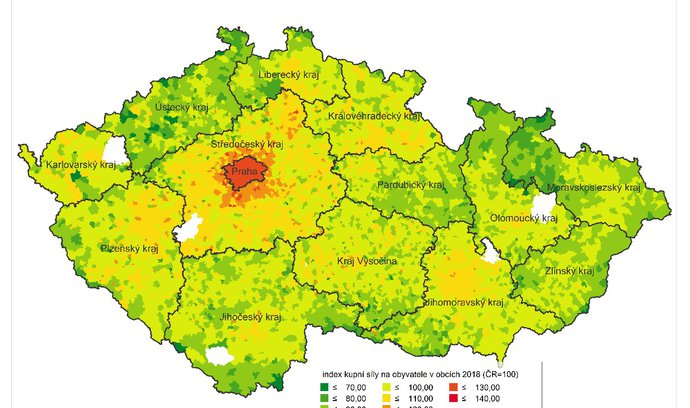 Liberecký kraj
Ústecký kraj
Královéhradecký kraj
Středočeský kraj
Karlovarský kraj
Praha
Pardubický kraj
Moravskoslezský kraj
Olomoucký kraj
Plzeňský kraj
Kraj Vysočina
Zlínský kraj
Jihomoravský kraj
Jihočeský kraj
index kupní síly na obyvatele v obcích 2018 (ČR=100)
≤ 70,00 ≤ 100,00 ≤ 130,00
≤ 80,00 ≤ 110,00 ≤ 140,00